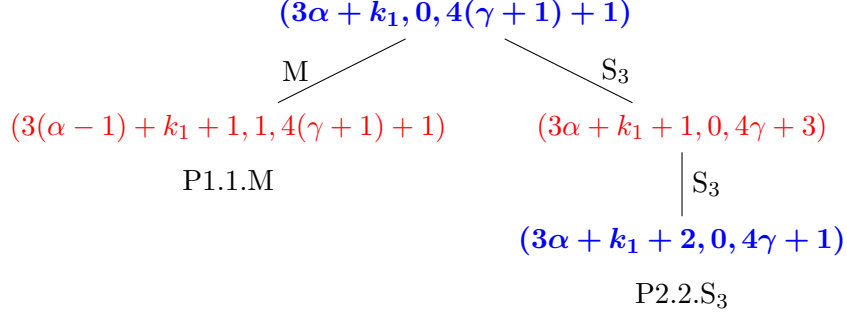 (3α + k₁, 0, 4(γ + 1) + 1)
M
S₃
(3(α − 1) + k₁ + 1, 1, 4(γ + 1) + 1)
(3α + k₁ + 1, 0, 4γ + 3)
P1.1.M
S₃
(3α + k₁ + 2, 0, 4γ + 1)
P2.2.S₃